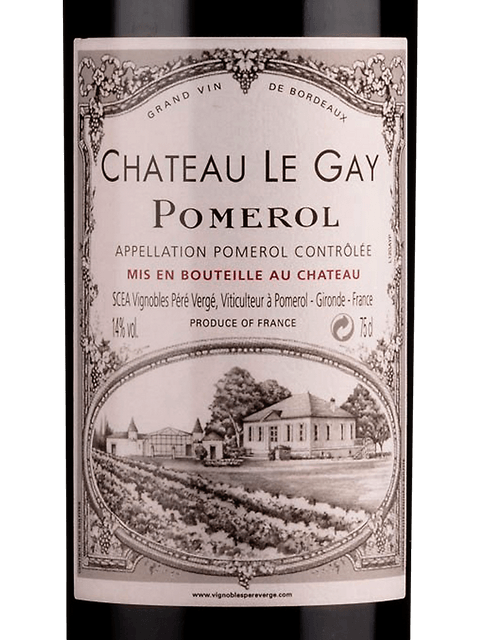 GRAND VIN DE BORDEAUX
CHATEAU LE GAY
POMEROL
APPELLATION POMEROL CONTRÔLÉE
MIS EN BOUTEILLE AU CHATEAU
SCEA Vignobles Péré Vergé, Viticulteur à Pomerol - Gironde - France
14% vol. PRODUCE OF FRANCE 75 cl
www.vignoblespereverge.com